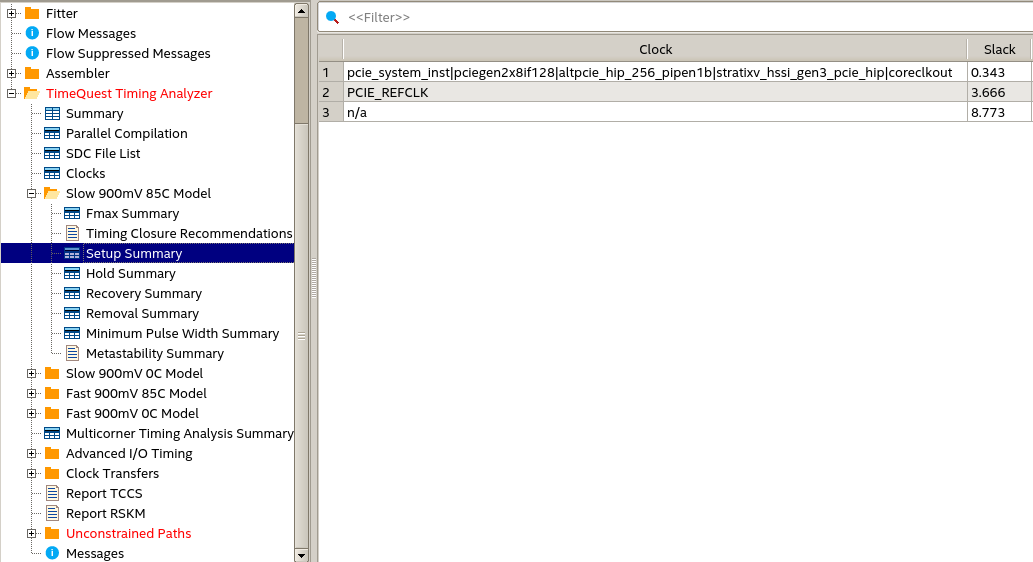 Fitter
Flow Messages
Flow Suppressed Messages
Assembler
TimeQuest Timing Analyzer
Summary
Parallel Compilation
SDC File List
Clocks
Slow 900mV 85C Model
Fmax Summary
Timing Closure Recommendations
Setup Summary
Hold Summary
Recovery Summary
Removal Summary
Minimum Pulse Width Summary
Metastability Summary
Slow 900mV 0C Model
Fast 900mV 85C Model
Fast 900mV 0C Model
Multicorner Timing Analysis Summary
Advanced I/O Timing
Clock Transfers
Report TCCS
Report RSKM
Unconstrained Paths
Messages
<<Filter>>
Clock Slack
1 pcie_system_inst|pciegen2x8if128|altpcie_hip_256_pipen1b|stratixv_hssi_gen3_pcie_hip|coreclkout 0.343
2 PCIE_REFCLK 3.666
3 n/a 8.773